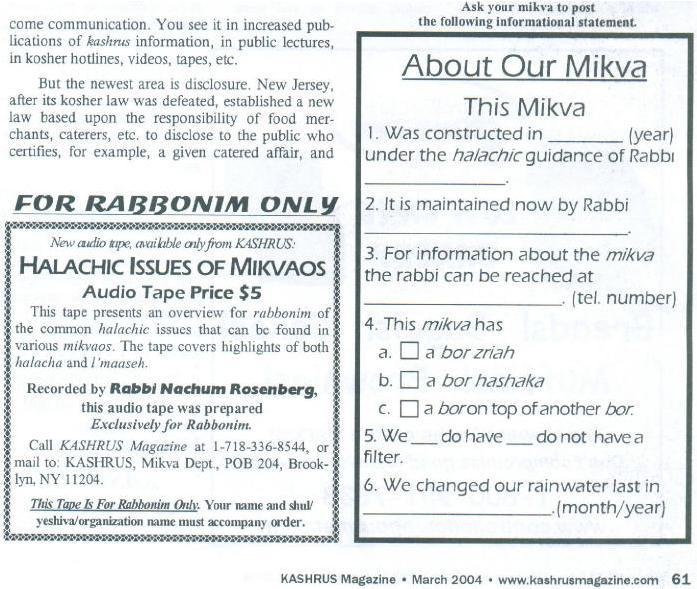 come communication. You see it in increased pub-
lications of kashrus information, in public lectures,
in kosher hotlines, videos, tapes, etc.
But the newest area is disclosure. New Jersey,
after its kosher law was defeated, established a new
law based upon the responsibility of food mer-
chants, caterers, etc. to disclose to the public who
certifies, for example, a given catered affair, and
FOR RABBONIM ONLY
New audio tape, available only from KASHRUS:
HALACHIC ISSUES OF MIKVAOS
Audio Tape Price $5
This tape presents an overview for rabbonim of
the common halachic issues that can be found in
various mikvaos. The tape covers highlights of both
halacha and l'maaseh.
Recorded by Rabbi Nachum Rosenberg,
this audio tape was prepared
Exclusively for Rabbonim.
Call KASHRUS Magazine at 1-718-336-8544, or
mail to: KASHRUS, Mikva Dept., POB 204, Brook-
lyn, NY 11204.
This Tape Is For Rabbonim Only. Your name and shul/
yeshiva/organization name must accompany order.
Ask your mikva to post
the following informational statement.
About Our Mikva
This Mikva
1. Was constructed in ________ (year)
under the halachic guidance of Rabbi
_______________.
2. It is maintained now by Rabbi
____________________________.
3. For information about the mikva
the rabbi can be reached at
_____________________. (tel. number)
4. This mikva has
a. □ a bor zriah
b. □ a bor hashaka
c. □ a bor on top of another bor.
5. We __ do have __ do not have a
filter.
6. We changed our rainwater last in
____________________.(month/year)
KASHRUS Magazine • March 2004 • www.kashrusmagazine.com 61